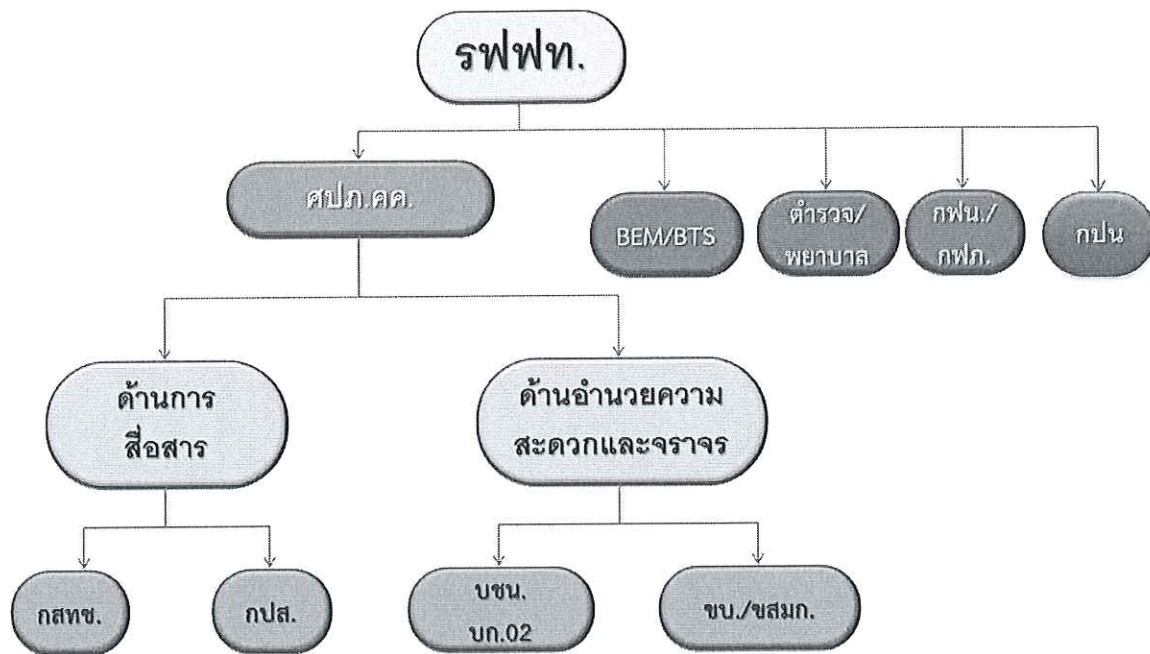 รฟฟท.
ศปภ.คค.
BEM/BTS
ตำรวจ/
พยาบาล
กฟน./
กฟภ.
กปน
ด้านการ
สื่อสาร
ด้านอำนวยความ
สะดวกและจราจร
กสทช.
กปส.
บชน.
บก.02
ขบ./ขสมก.